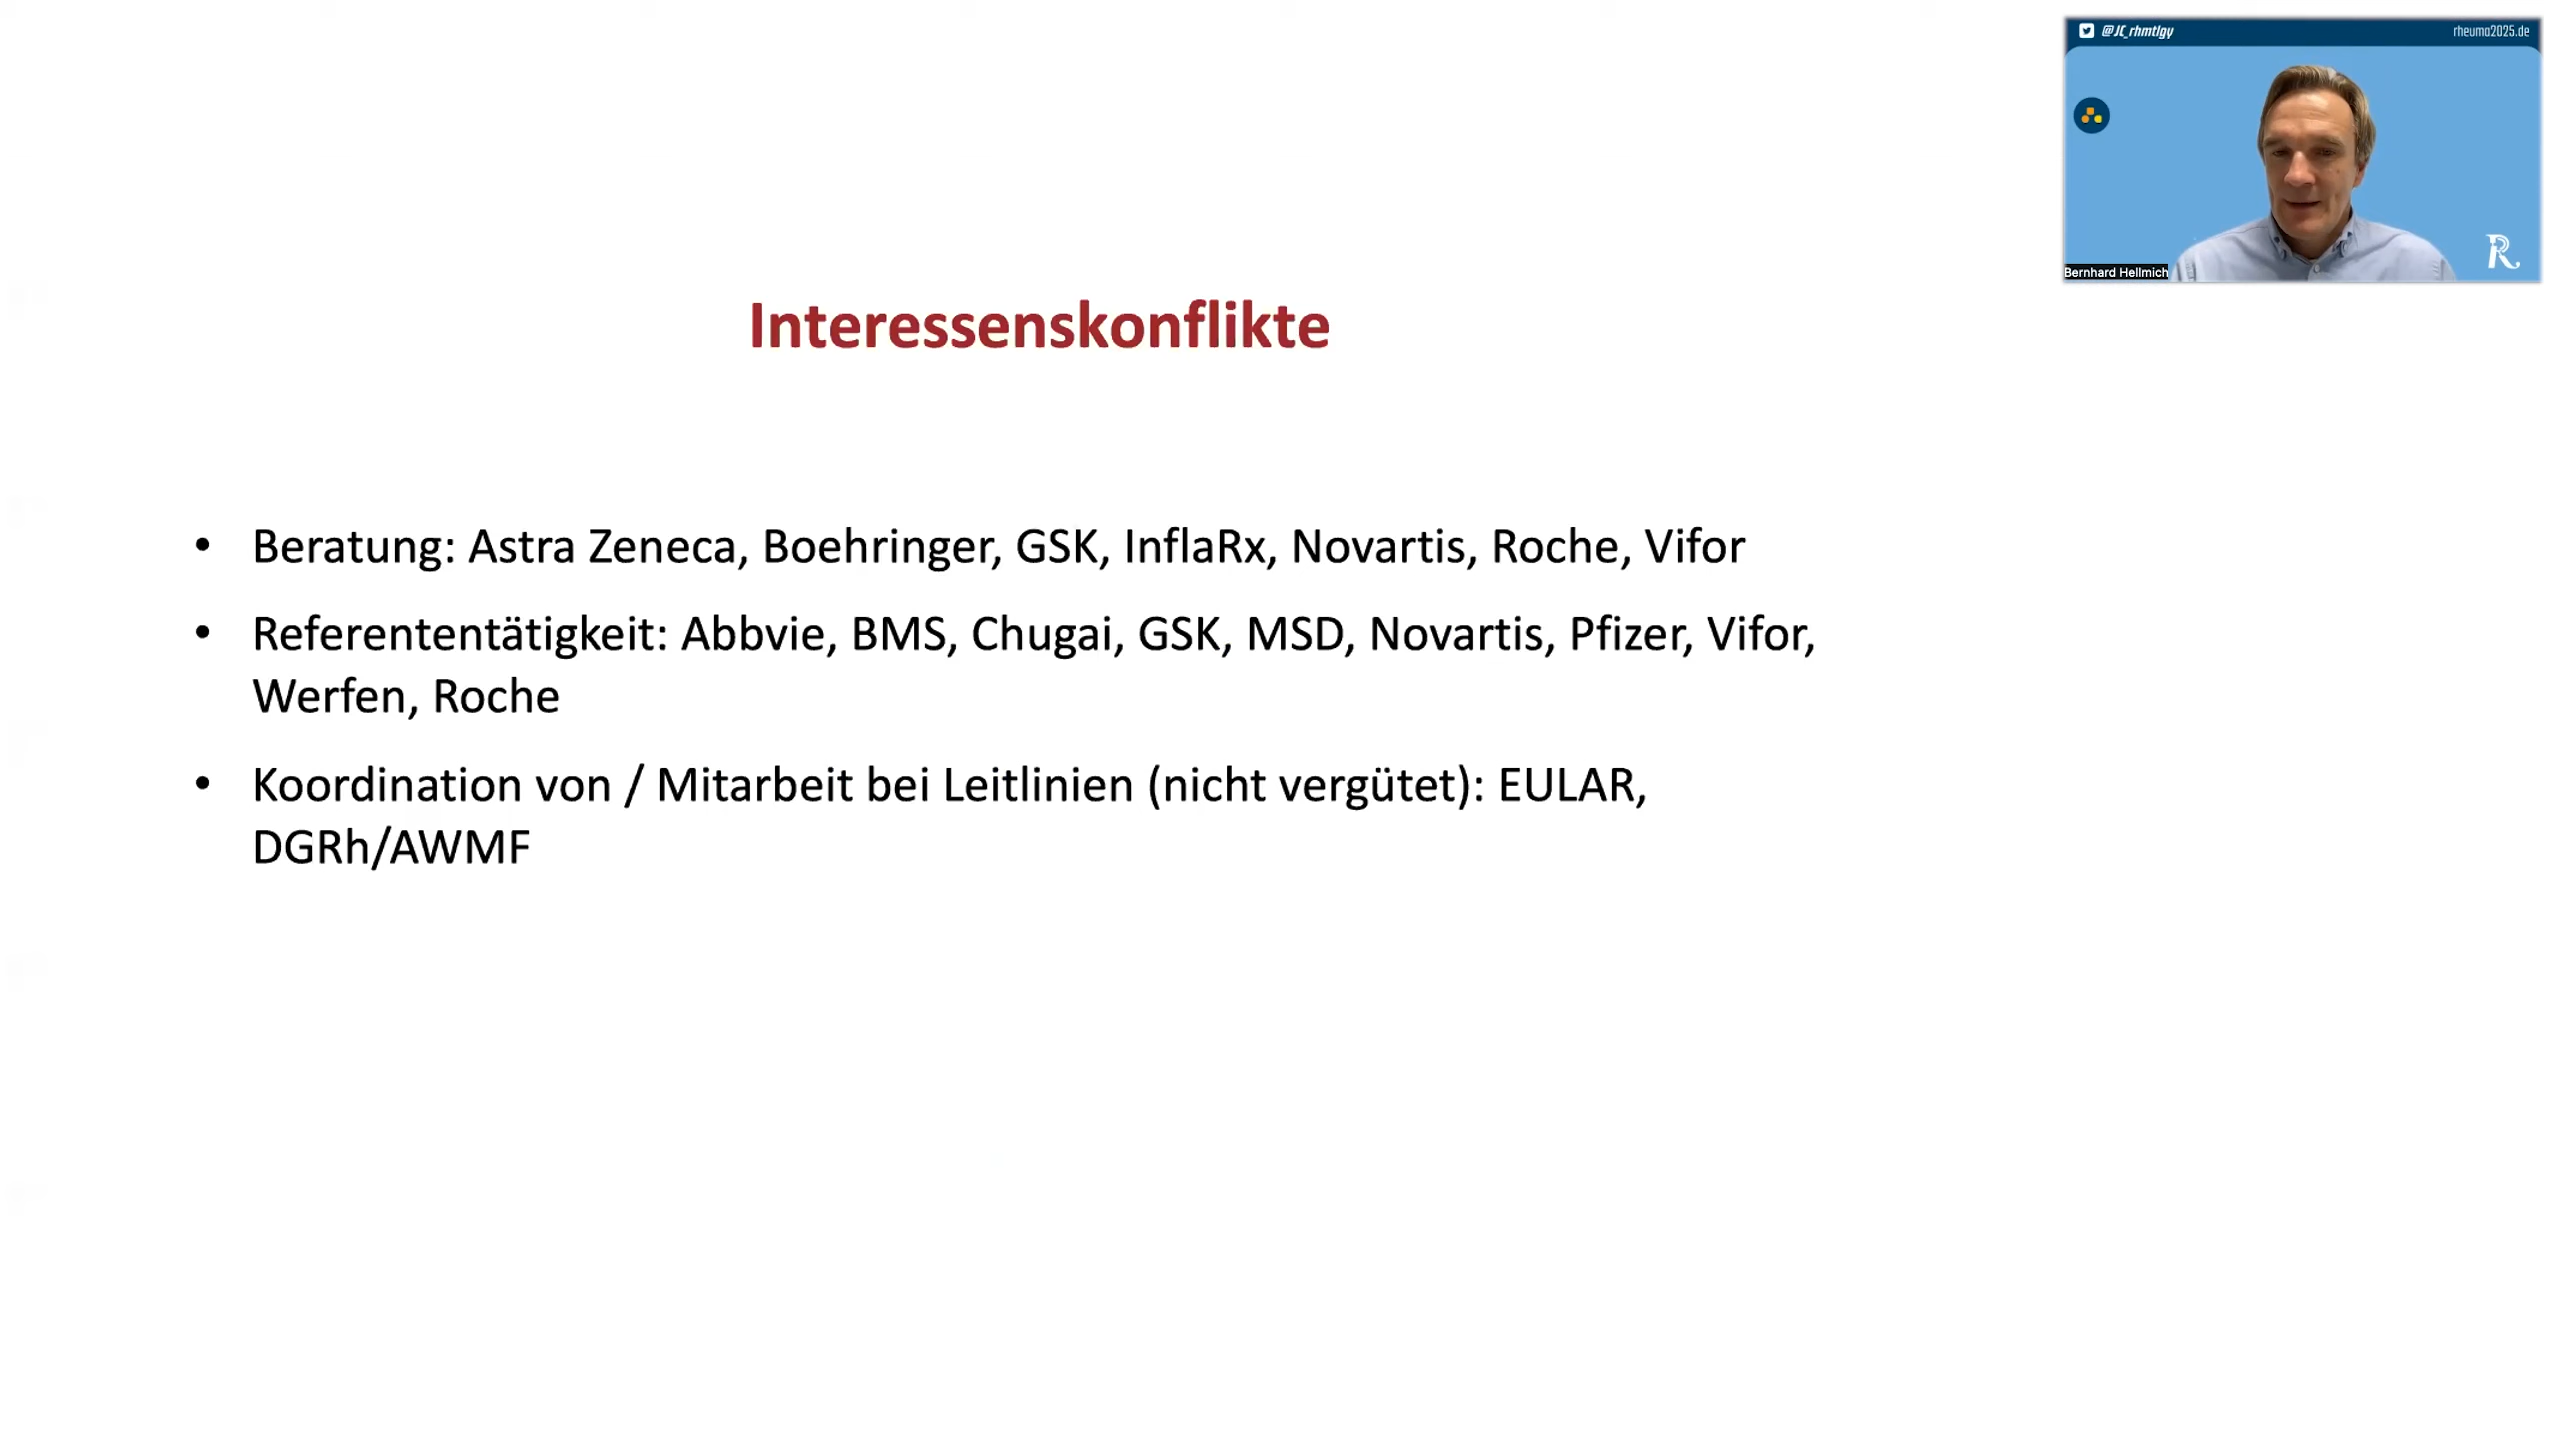 @JC_rhmtlgy
rheuma2025.de
Bernhard Hellmich
Interessenskonflikte
• Beratung: Astra Zeneca, Boehringer, GSK, InflaRx, Novartis, Roche, Vifor
• Referententätigkeit: Abbvie, BMS, Chugai, GSK, MSD, Novartis, Pfizer, Vifor,
Werfen, Roche
• Koordination von / Mitarbeit bei Leitlinien (nicht vergütet): EULAR,
DGRh/AWMF